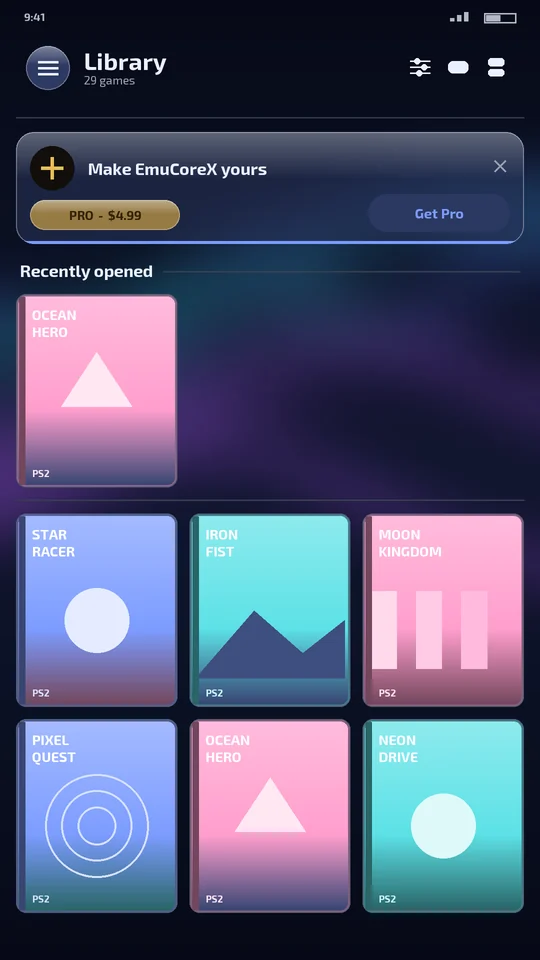 9:41
Library
29 games
Make EmuCoreX yours
PRO - $4.99
Get Pro
Recently opened
OCEAN
HERO
PS2
STAR
RACER
PS2
IRON
FIST
PS2
MOON
KINGDOM
PS2
PIXEL
QUEST
PS2
OCEAN
HERO
PS2
NEON
DRIVE
PS2